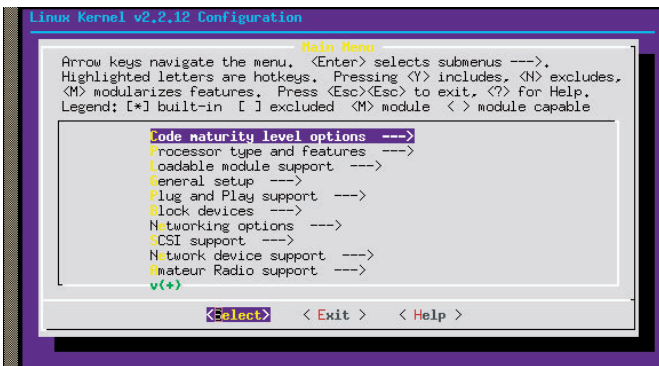 Linux Kernel v2.2.12 Configuration
Main Menu
Arrow keys navigate the menu. <Enter> selects submenus --->.
Highlighted letters are hotkeys. Pressing <Y> includes, <N> excludes,
<M> modularizes features. Press <Esc><Esc> to exit, <?> for Help.
Legend: [*] built-in [ ] excluded <M> module < > module capable
Code maturity level options --->
Processor type and features --->
Loadable module support --->
General setup --->
Plug and Play support --->
Block devices --->
Networking options --->
SCSI support --->
Network device support --->
Amateur Radio support --->
v(+)
<Select> < Exit > < Help >